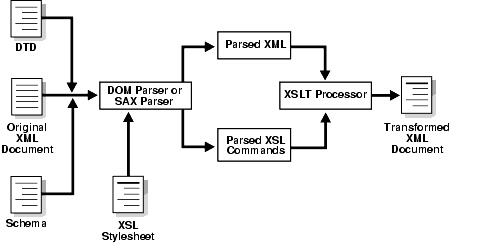 DTD
Original
XML
Document
Schema
DOM Parser or
SAX Parser
XSL
Stylesheet
Parsed XML
Parsed XSL
Commands
XSLT Processor
Transformed
XML
Document